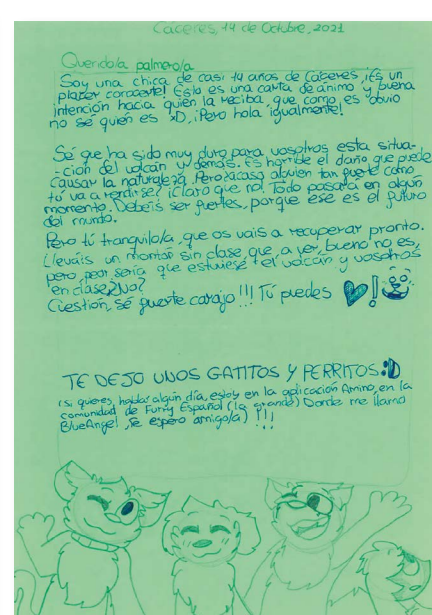 Cáceres, 14 de Octubre, 2021
Querido/a palmero/a
Soy una chica de casi 14 años de Cáceres, ¡Es un
placer conocerte! Esto es una carta de ánimo y buena
intención hacia quién la reciba, que como es obvio
no sé quién es xD, ¡Pero hola igualmente!
Sé que ha sido muy duro para vosotros esta situa-
-ción del volcán y demás. Es horrible el daño que puede
causar la naturaleza. Pero ¿acaso alguien tan fuerte como
tú va a rendirse? ¡Claro que no! Todo pasará en algún
momento. Debéis ser fuertes, porque ese es el futuro
del mundo.
Pero tú tranquilo/a, que os vais a recuperar pronto.
Lleváis un montón sin clase, que a ver, bueno no es,
pero, peor sería que estuviese el volcán y vosotros
en clase, ¿No?
Cuestión, sé fuerte carajo!!! Tú puedes
TE DEJO UNOS GATITOS Y PERRITOS :D
(si quieres, hablar algún día, estoy en la aplicación Amino, en la
comunidad de Furry Español (la grande) Donde me llamo
BlueAngel, te espero amigo/a) !!!